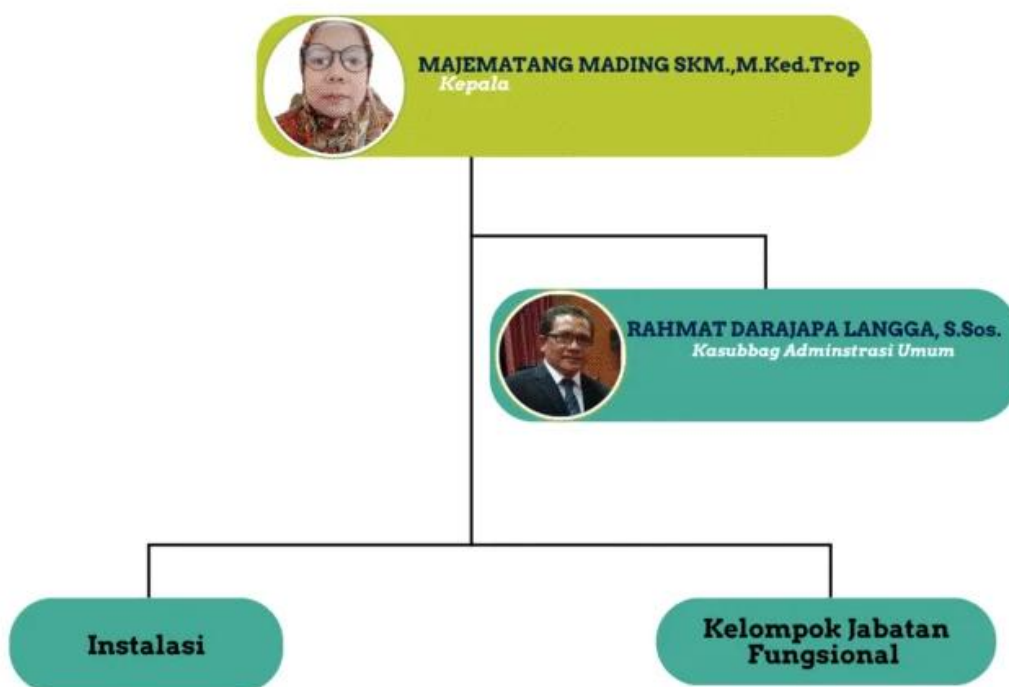 MAJEMATANG MADING SKM.,M.Ked.Trop
Kepala
RAHMAT DARAJAPA LANGGA, S.Sos.
Kasubbag Adminstrasi Umum
Instalasi
Kelompok Jabatan
Fungsional